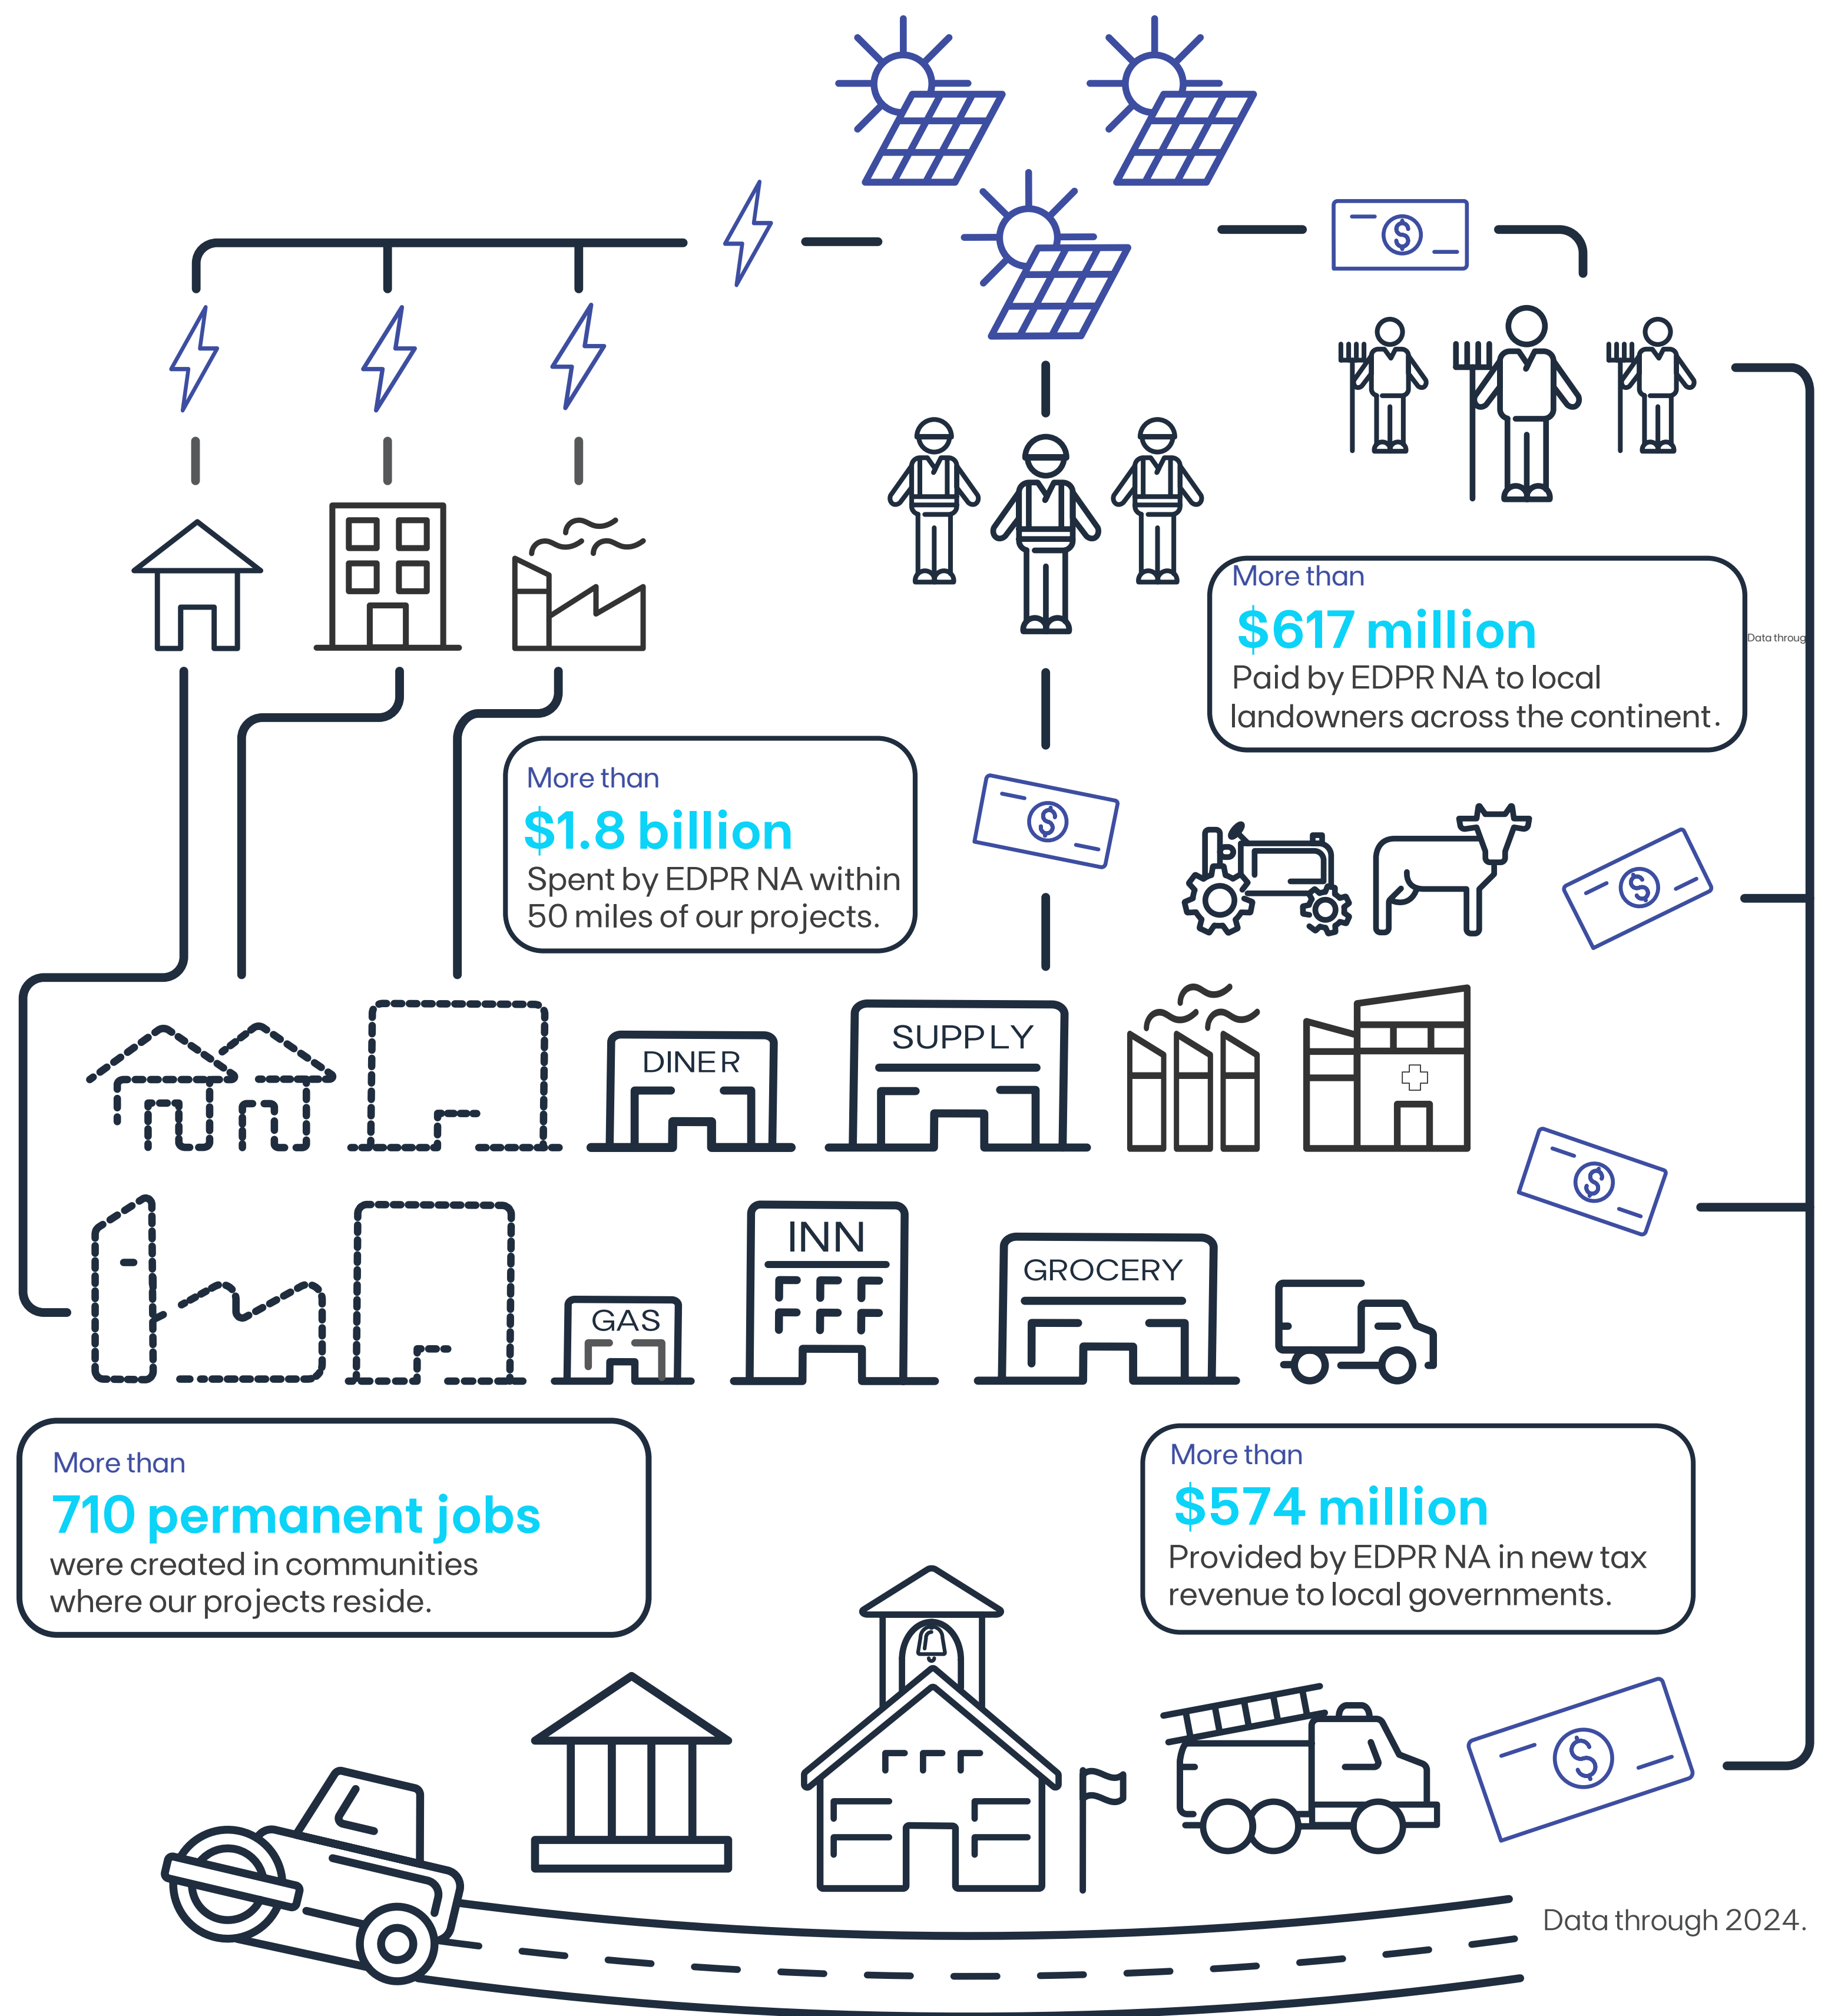 More than
$617 million
Paid by EDPR NA to local
landowners across the continent.
Data throug
More than
$1.8 billion
Spent by EDPR NA within
50 miles of our projects.
DINER
SUPPLY
GAS
INN
GROCERY
More than
710 permanent jobs
were created in communities
where our projects reside.
More than
$574 million
Provided by EDPR NA in new tax
revenue to local governments.
Data through 2024.